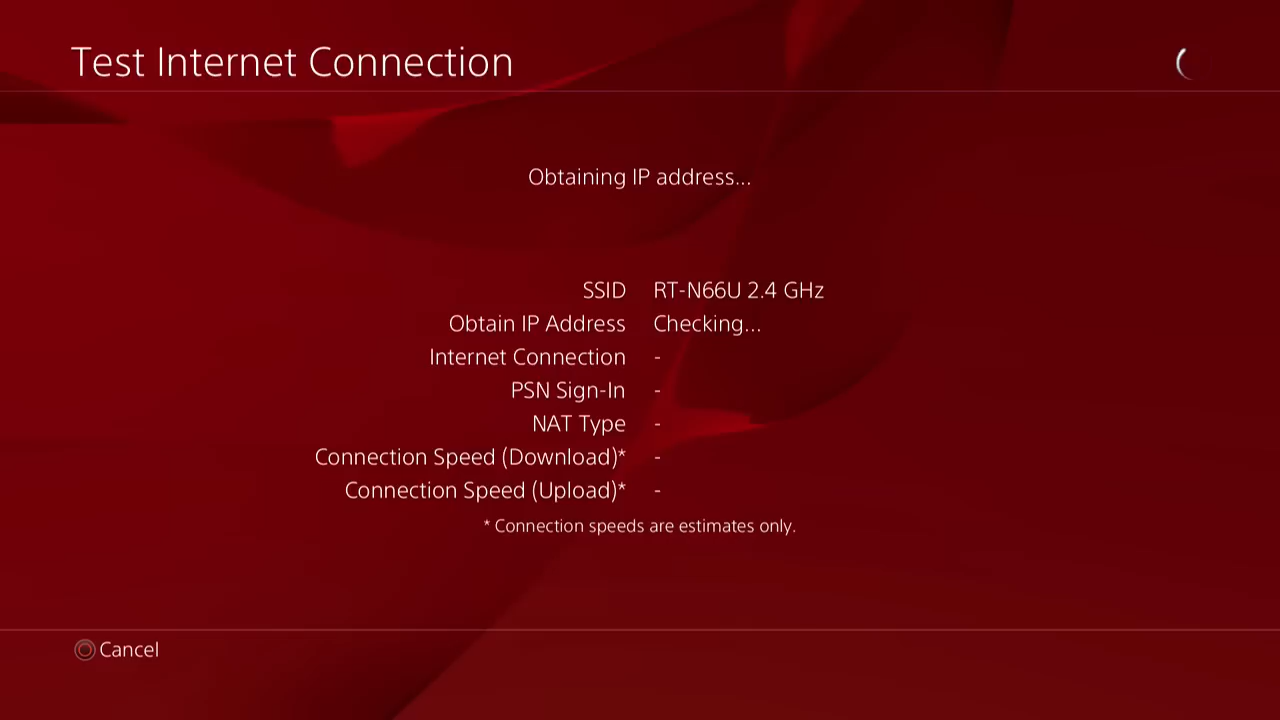 Test Internet Connection
Obtaining IP address...
SSID RT-N66U 2.4 GHz
Obtain IP Address Checking...
Internet Connection -
PSN Sign-In -
NAT Type -
Connection Speed (Download)* -
Connection Speed (Upload)* -
* Connection speeds are estimates only.
Cancel